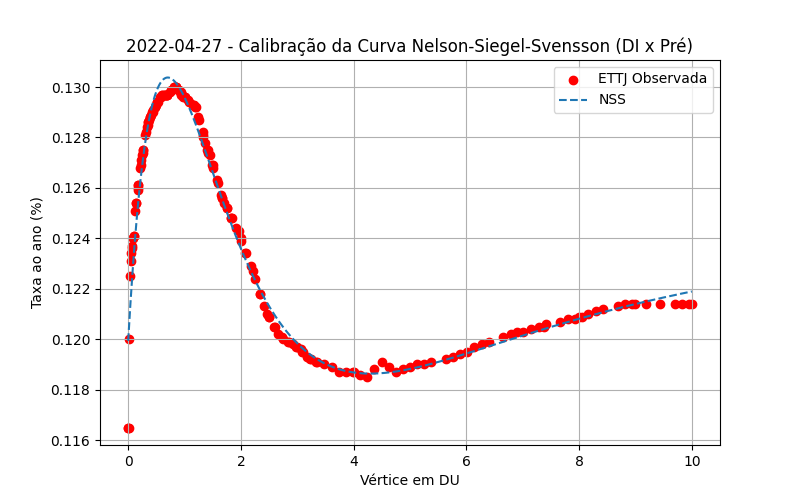 2022-04-27 - Calibração da Curva Nelson-Siegel-Svensson (DI x Pré)
ETTJ Observada
NSS
Taxa ao ano (%)
0.130
0.128
0.126
0.124
0.122
0.120
0.118
0.116
0 2 4 6 8 10
Vértice em DU